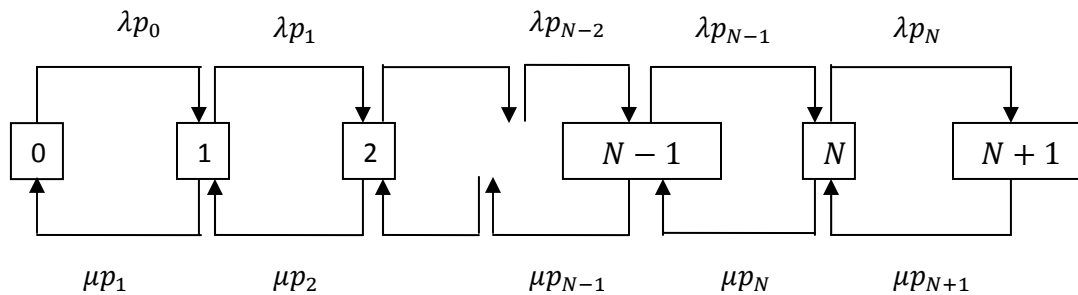 λp₀ λp₁ λp_{N−2} λp_{N−1} λp_N
0 1 2 N − 1 N N + 1
μp₁ μp₂ μp_{N−1} μp_N μp_{N+1}